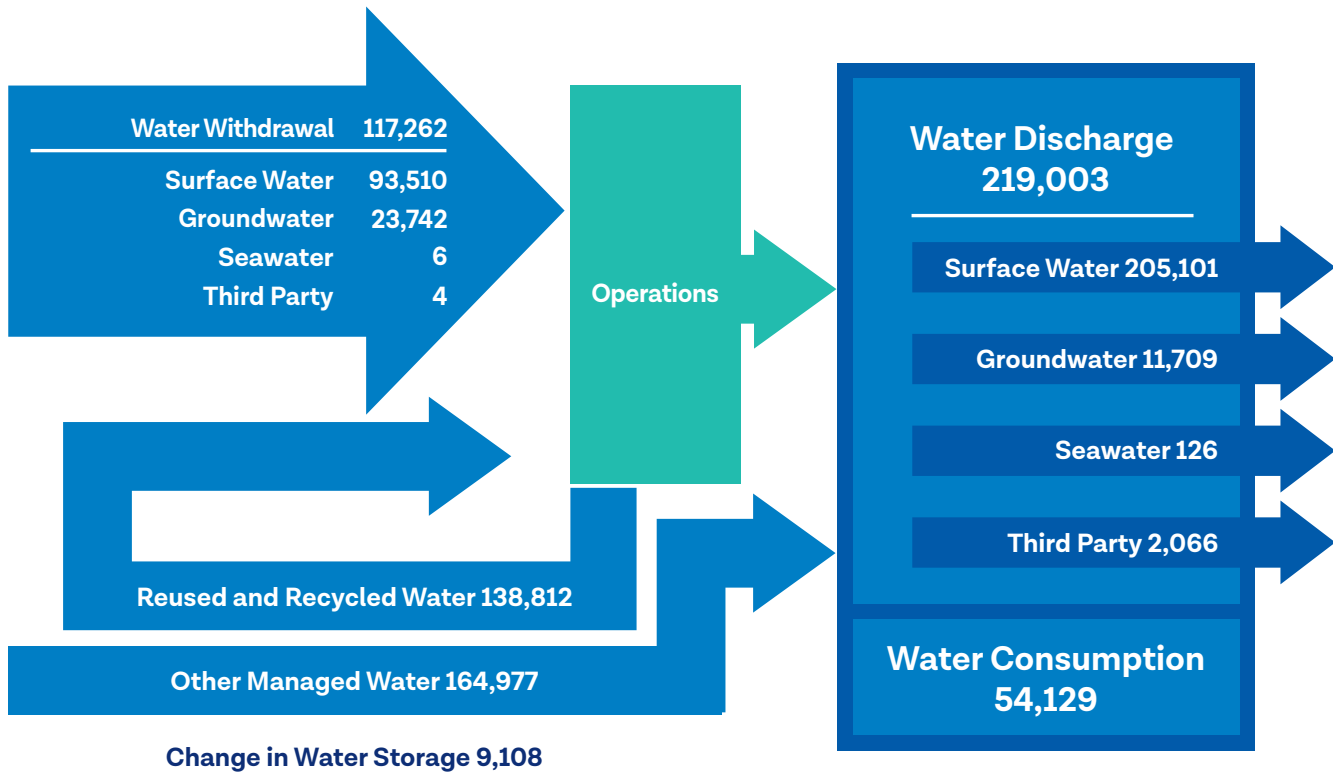 Water Withdrawal 117,262
Surface Water 93,510
Groundwater 23,742
Seawater 6
Third Party 4
Operations
Reused and Recycled Water 138,812
Other Managed Water 164,977
Change in Water Storage 9,108
Water Discharge
219,003
Surface Water 205,101
Groundwater 11,709
Seawater 126
Third Party 2,066
Water Consumption
54,129